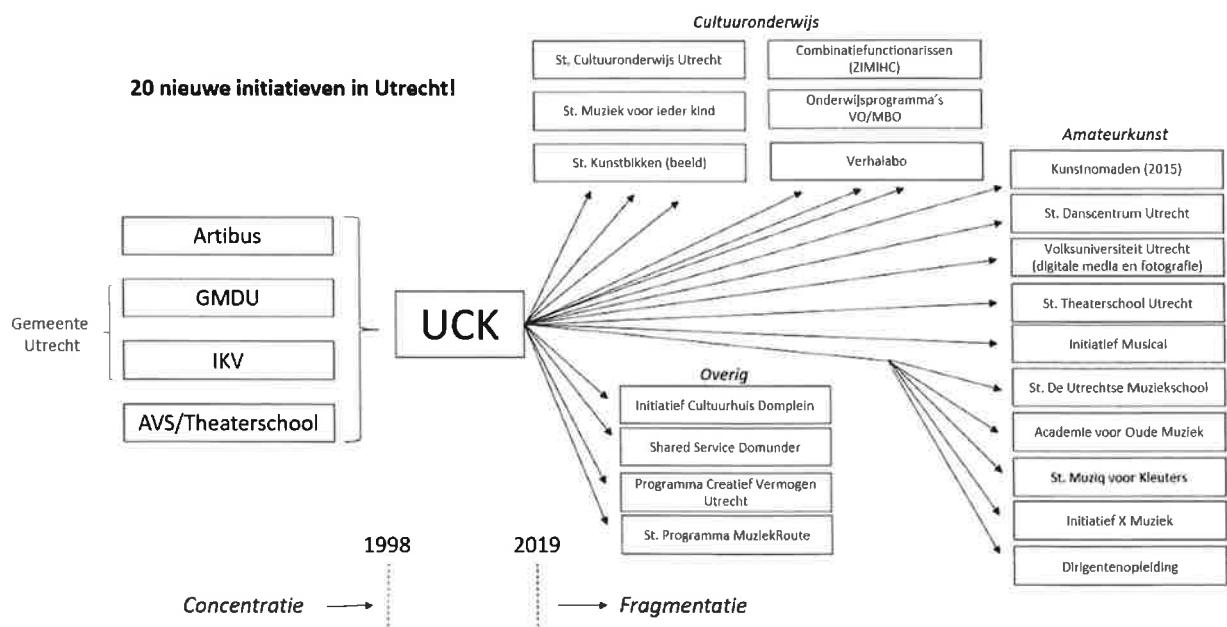 Cultuuronderwijs
20 nieuwe initiatieven in Utrecht!
St. Cultuuronderwijs Utrecht
Combinatiefunctionarissen
(ZIMIHC)
St. Muziek voor ieder kind
Onderwijsprogramma's
VO/MBO
St. Kunstbikken (beeld)
Verhalabo
Amateurkunst
Kunstnomaden (2015)
St. Danscentrum Utrecht
Volksuniversiteit Utrecht
(digitale media en fotografie)
St. Theaterschool Utrecht
Initiatief Musical
St. De Utrechtse Muziekschool
Academie voor Oude Muziek
St. Muziq voor Kleuters
Initiatief X Muziek
Dirigentenopleiding
Gemeente
Utrecht
Artibus
GMDU
IKV
AVS/Theaterschool
UCK
Overig
Initiatief Cultuurhuis Domplein
Shared Service Domunder
Programma Creatief Vermogen
Utrecht
St. Programma MuziekRoute
1998
2019
Concentratie
Fragmentatie